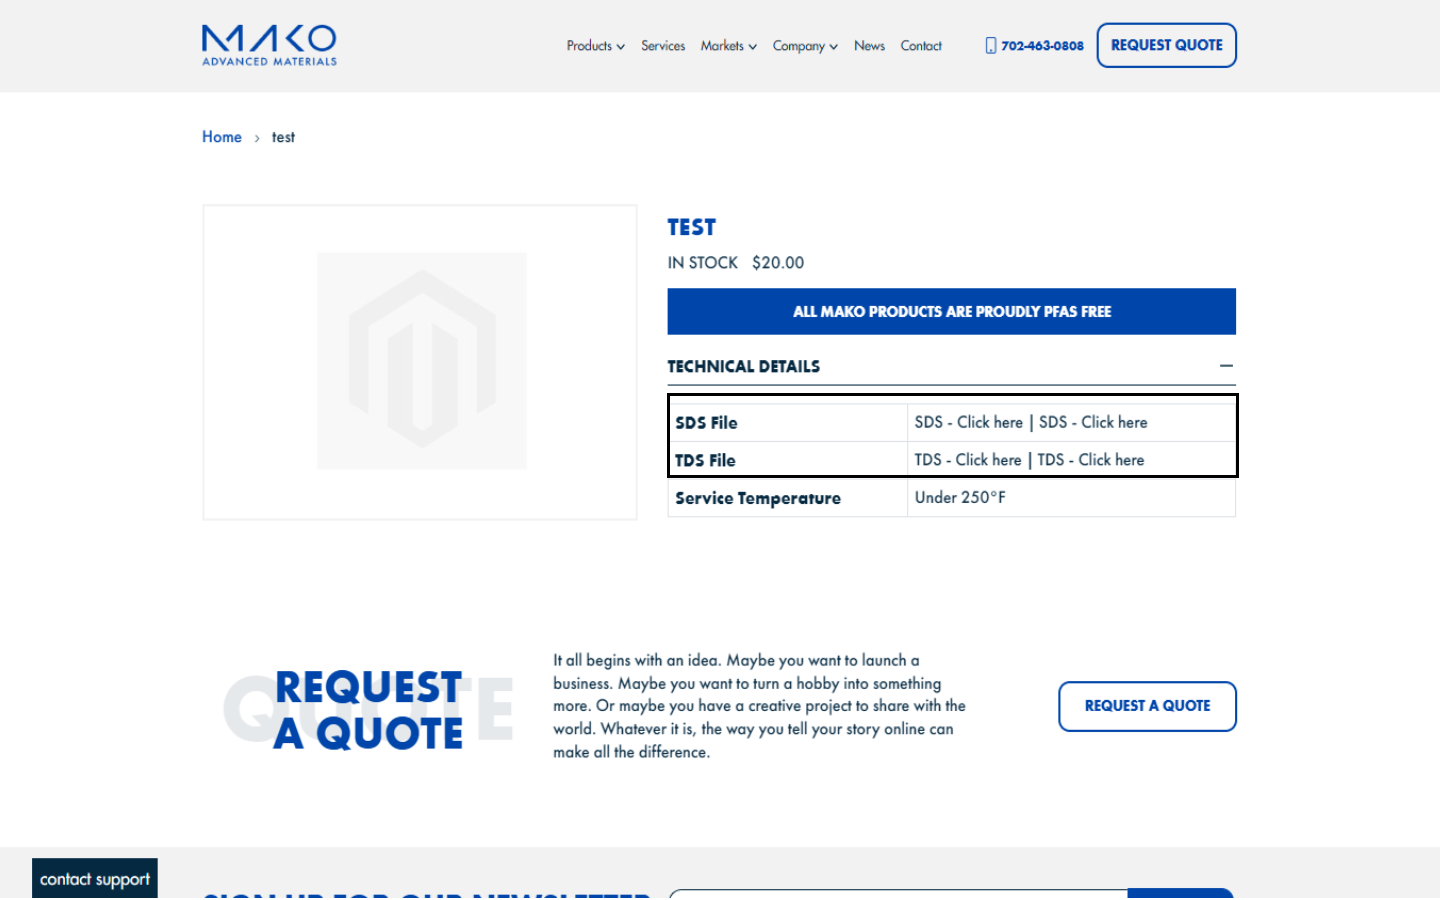 MAKO
ADVANCED MATERIALS
Products Services Markets Company News Contact 702-463-0808 REQUEST QUOTE
Home › test
TEST
IN STOCK $20.00
ALL MAKO PRODUCTS ARE PROUDLY PFAS FREE
TECHNICAL DETAILS
SDS File SDS - Click here | SDS - Click here
TDS File TDS - Click here | TDS - Click here
Service Temperature Under 250°F
QUOTE
REQUEST
A QUOTE
It all begins with an idea. Maybe you want to launch a
business. Maybe you want to turn a hobby into something
more. Or maybe you have a creative project to share with the
world. Whatever it is, the way you tell your story online can
make all the difference.
REQUEST A QUOTE
contact support
SIGN UP FOR OUR NEWSLETTER